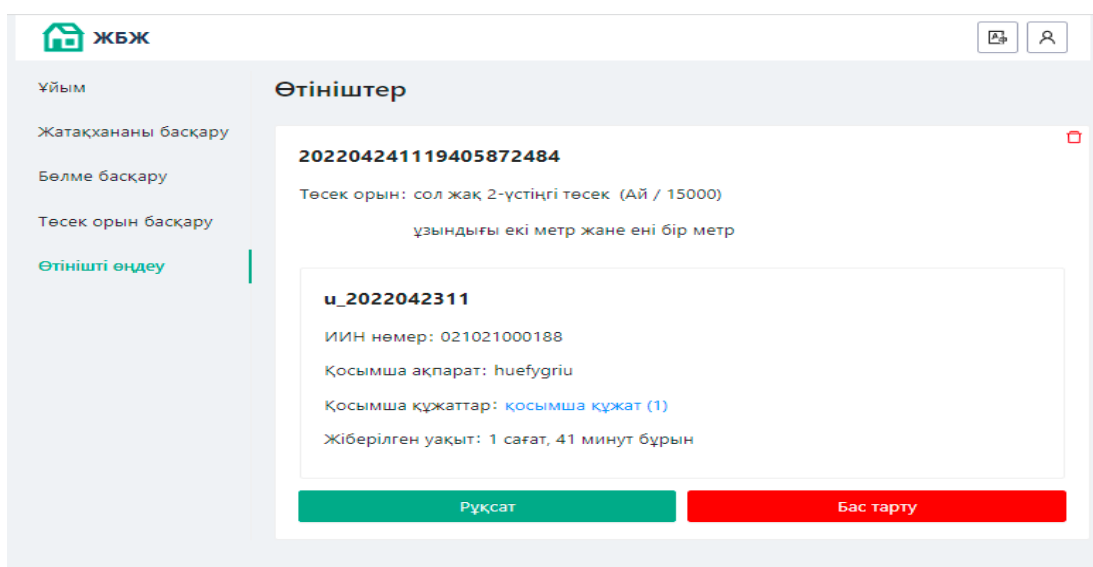 ЖБЖ
Ұйым
Жатақхананы басқару
Бөлме басқару
Төсек орын басқару
Өтінішті өңдеу
Өтініштер
202204241119405872484
Төсек орын: сол жақ 2-үстіңгі төсек (Ай / 15000)
ұзындығы екі метр жане ені бір метр
u_2022042311
ИИН нөмер: 021021000188
Қосымша ақпарат: huefygriu
Қосымша құжаттар: қосымша құжат (1)
Жіберілген уақыт: 1 сағат, 41 минут бұрын
Рұқсат
Бас тарту